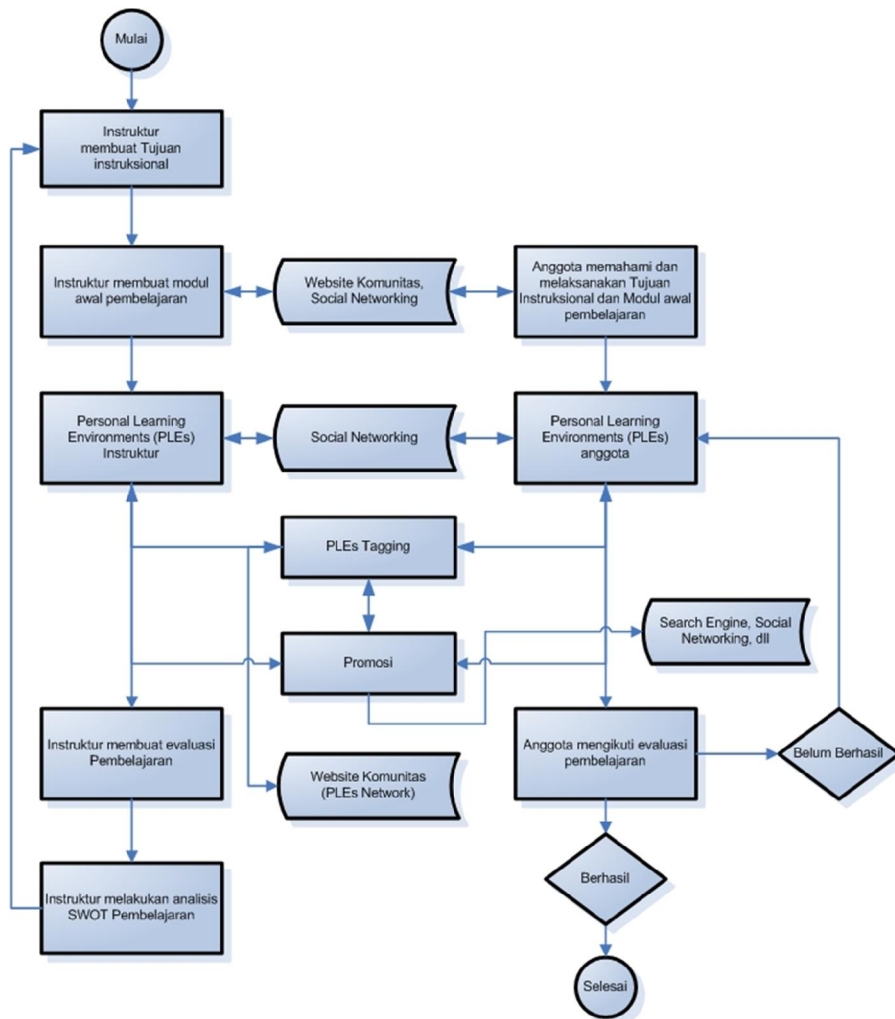 Mulai
Instruktur
membuat Tujuan
instruksional
Instruktur membuat modul
awal pembelajaran
Website Komunitas,
Social Networking
Anggota memahami dan
melaksanakan Tujuan
Instruksional dan Modul awal
pembelajaran
Personal Learning
Environments (PLEs)
Instruktur
Social Networking
Personal Learning
Environments (PLEs)
anggota
PLEs Tagging
Search Engine, Social
Networking, dll
Promosi
Instruktur membuat evaluasi
Pembelajaran
Website Komunitas
(PLEs Network)
Anggota mengikuti evaluasi
pembelajaran
Belum Berhasil
Instruktur melakukan analisis
SWOT Pembelajaran
Berhasil
Selesai